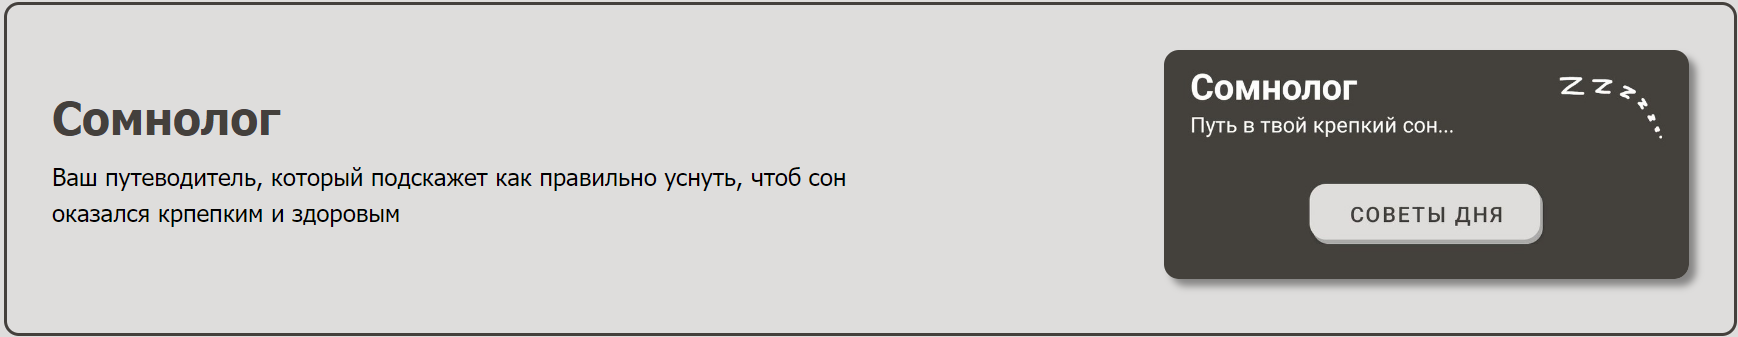 Сомнолог
Ваш путеводитель, который подскажет как правильно уснуть, чтоб сон
оказался крпепким и здоровым
Сомнолог
Путь в твой крепкий сон...
СОВЕТЫ ДНЯ
z z z z z z . .